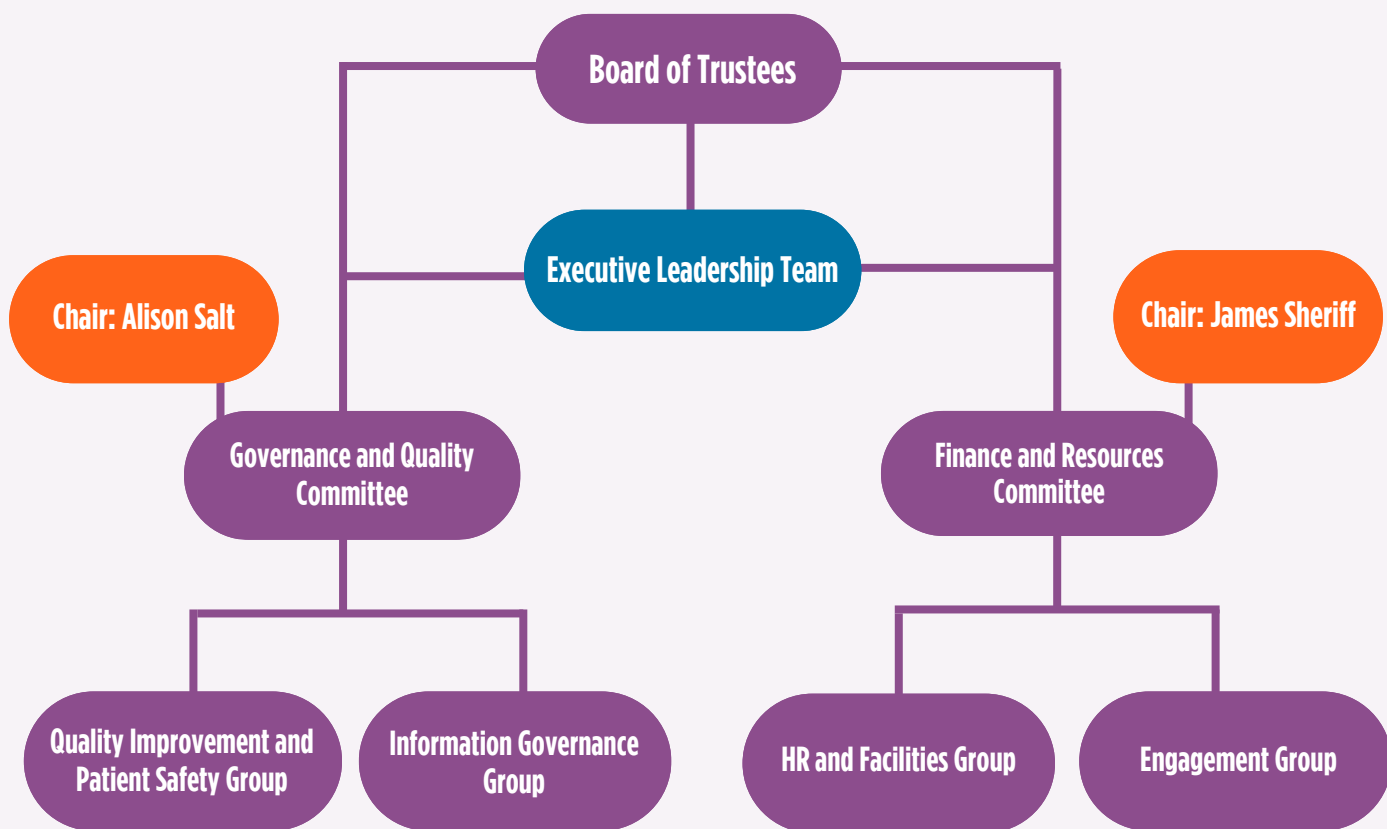 Board of Trustees
Executive Leadership Team
Chair: Alison Salt
Chair: James Sheriff
Governance and Quality
Committee
Finance and Resources
Committee
Quality Improvement and
Patient Safety Group
Information Governance
Group
HR and Facilities Group
Engagement Group